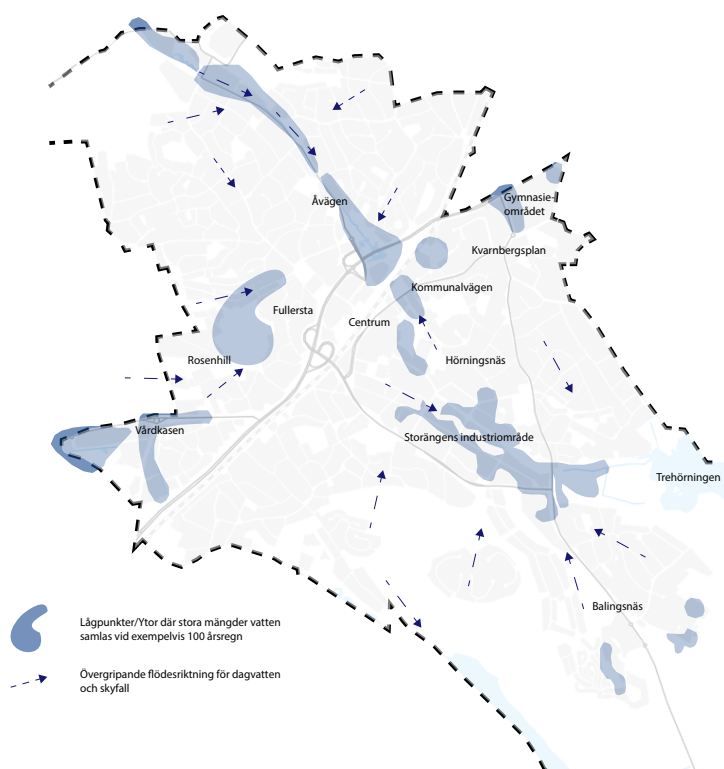 Åvägen
Gymnasie-
området
Kvarnbergsplan
Kommunalvägen
Fullersta
Centrum
Rosenhill
Hörningsnäs
Vårdkasen
Storängens industriområde
Trehörningen
Balingsnäs
Lågpunkter/Ytor där stora mängder vatten
samlas vid exempelvis 100 årsregn
Övergripande flödesriktning för dagvatten
och skyfall